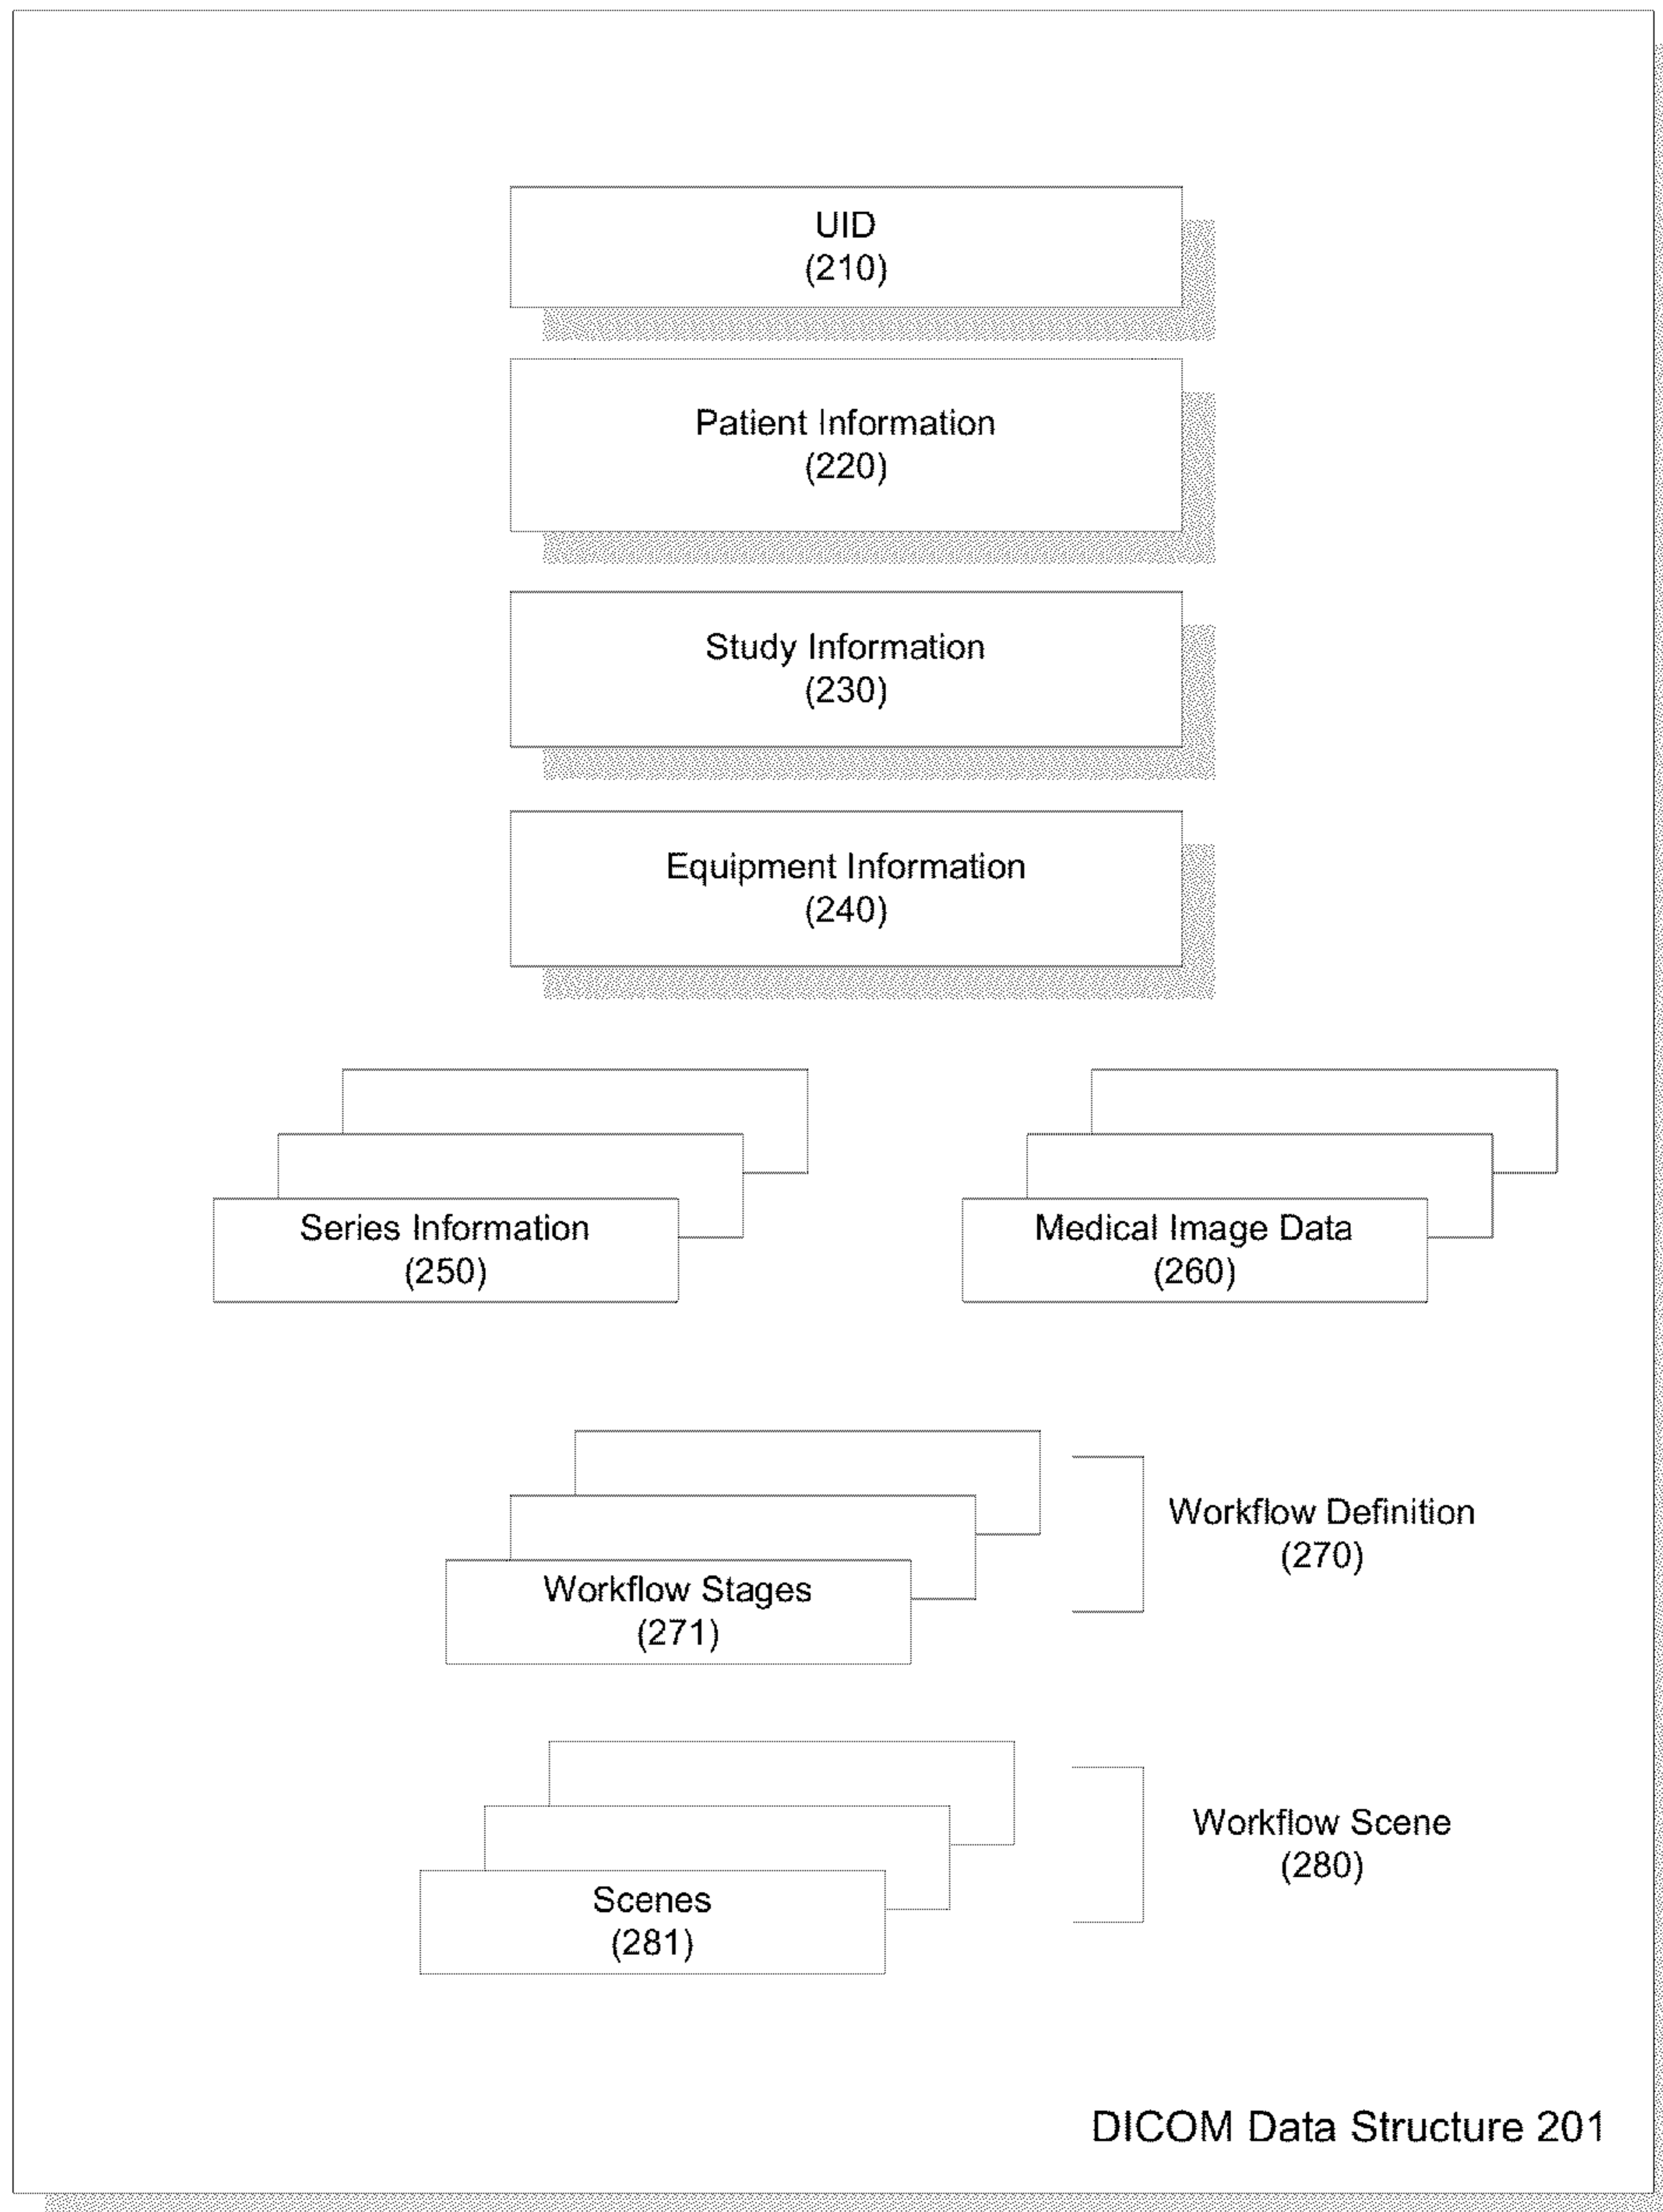 UID
(210)
Patient Information
(220)
Study Information
(230)
Equipment Information
(240)
Series Information
(250)
Medical Image Data
(260)
Workflow Stages
(271)
Workflow Definition
(270)
Scenes
(281)
Workflow Scene
(280)
DICOM Data Structure 201